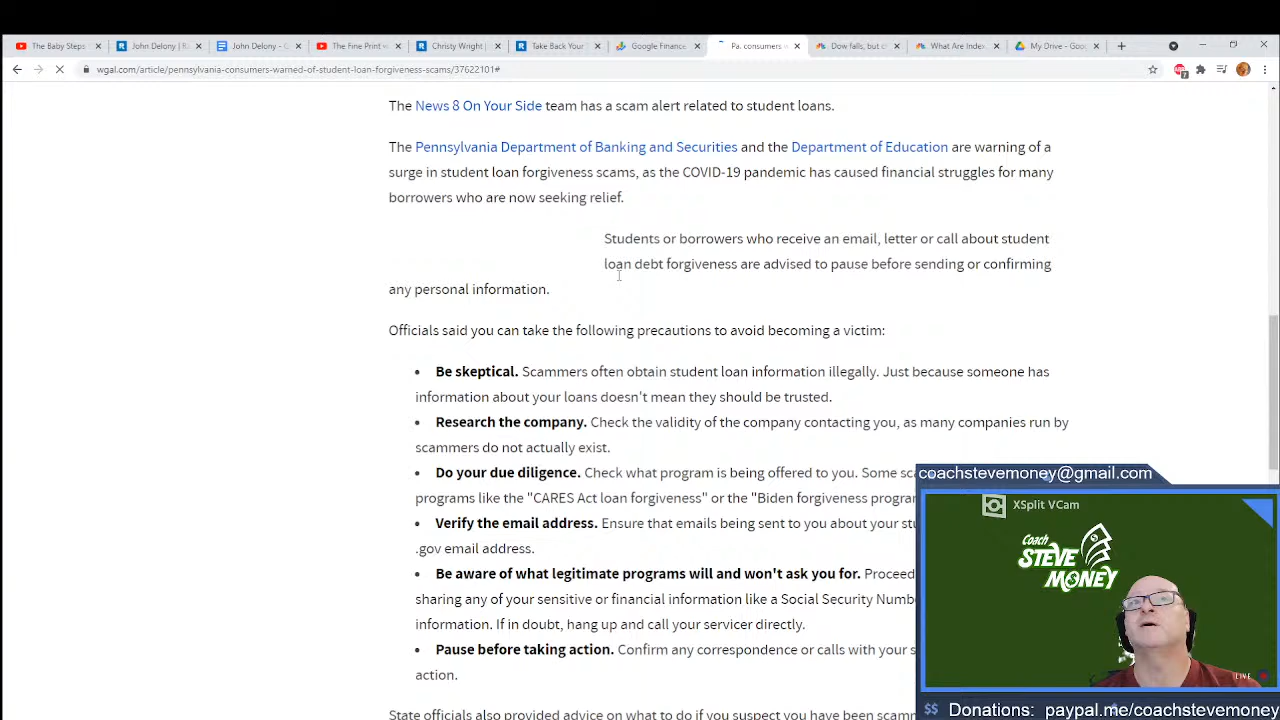 The Baby Steps
John Delony | R
John Delony - G
The Fine Print v
Christy Wright |
Take Back Your
Google Finance
Pa. consumers w
Dow falls, but c
What Are Index
My Drive - Goog
wgal.com/article/pennsylvania-consumers-warned-of-student-loan-forgiveness-scams/37622101#
The News 8 On Your Side team has a scam alert related to student loans.
The Pennsylvania Department of Banking and Securities and the Department of Education are warning of a
surge in student loan forgiveness scams, as the COVID-19 pandemic has caused financial struggles for many
borrowers who are now seeking relief.
Students or borrowers who receive an email, letter or call about student
loan debt forgiveness are advised to pause before sending or confirming
any personal information.
Officials said you can take the following precautions to avoid becoming a victim:
• Be skeptical. Scammers often obtain student loan information illegally. Just because someone has
information about your loans doesn't mean they should be trusted.
• Research the company. Check the validity of the company contacting you, as many companies run by
scammers do not actually exist.
• Do your due diligence. Check what program is being offered to you. Some sca
programs like the "CARES Act loan forgiveness" or the "Biden forgiveness progran
• Verify the email address. Ensure that emails being sent to you about your stu
.gov email address.
• Be aware of what legitimate programs will and won't ask you for. Proceed
sharing any of your sensitive or financial information like a Social Security Numb
information. If in doubt, hang up and call your servicer directly.
• Pause before taking action. Confirm any correspondence or calls with your s
action.
State officials also provided advice on what to do if you suspect you have been scamm
coachstevemoney@gmail.com
XSplit VCam
Coach
STEVE
MONEY
LIVE
$$ Donations: paypal.me/coachstevemoney